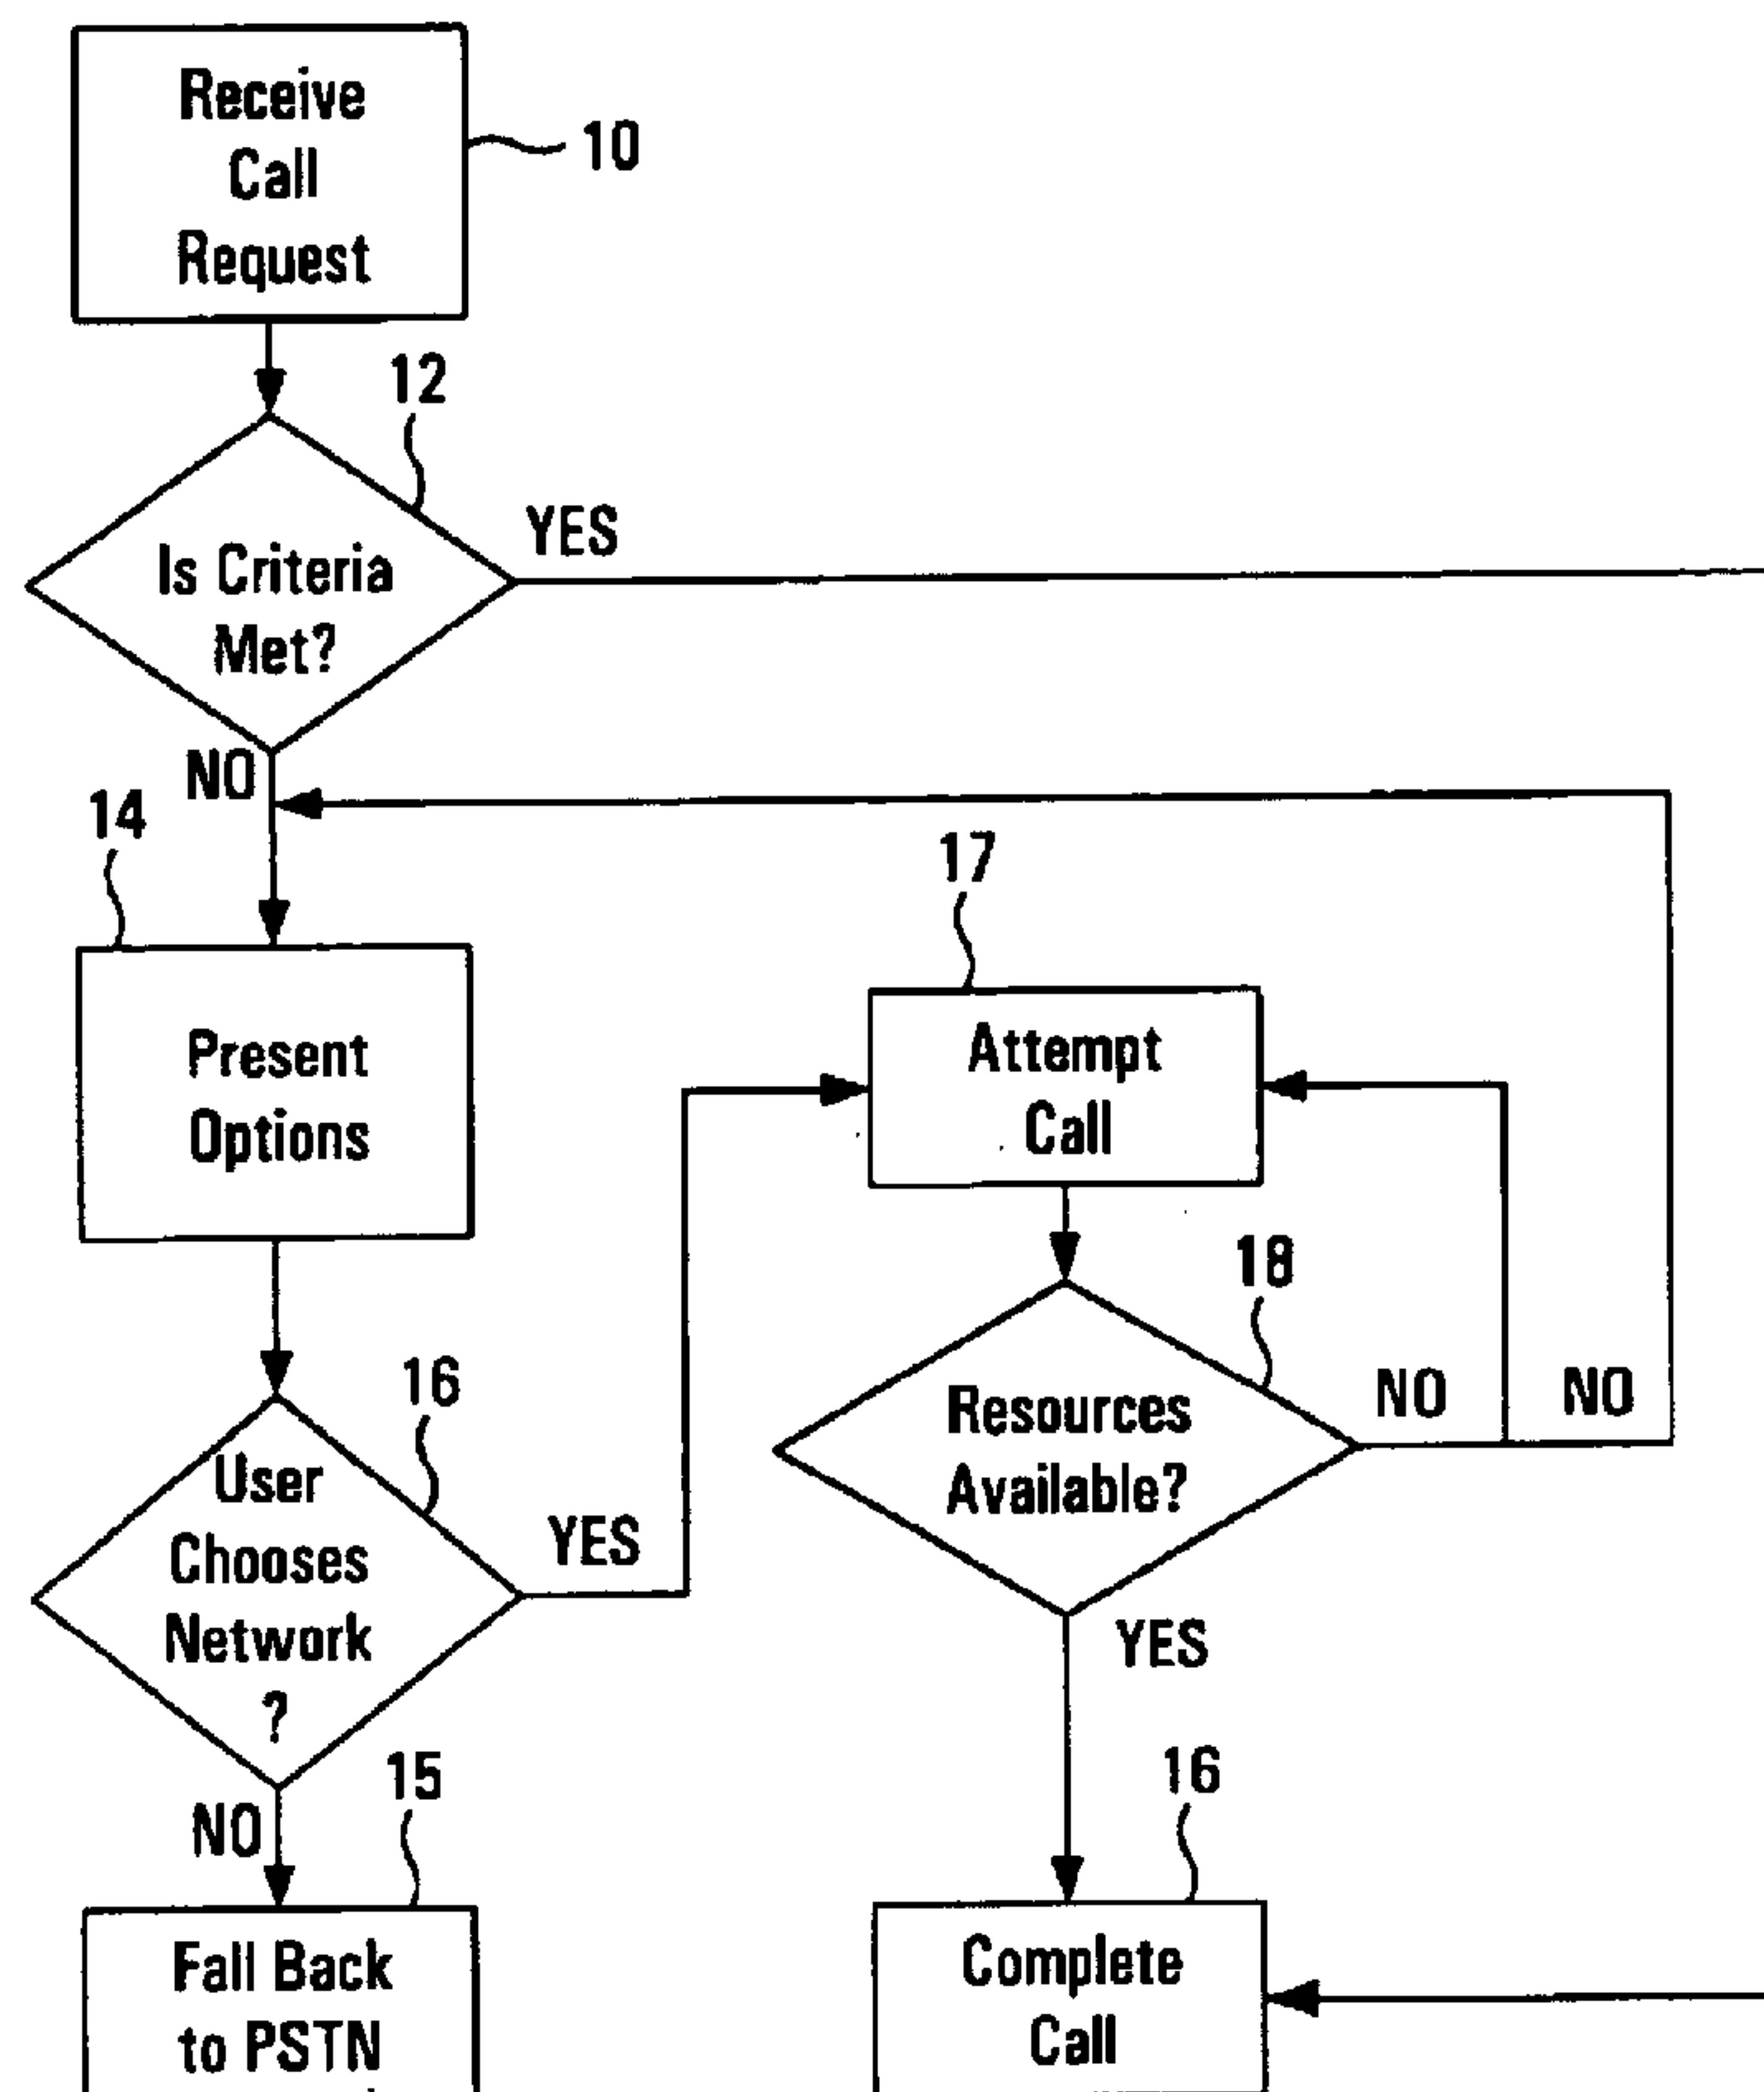 Receive
Call
Request
10
12
Is Criteria
Met?
YES
NO
14
Present
Options
17
Attempt
Call
18
Resources
Available?
NO
NO
YES
16
User
Chooses
Network
?
YES
NO
15
Fall Back
to PSTN
16
Complete
Call